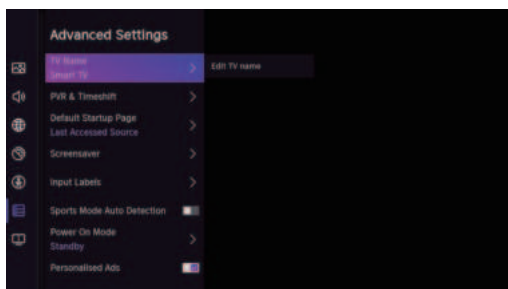 Advanced Settings
TV Name
Smart TV
Edit TV name
PVR & Timeshift
Default Startup Page
Last Accessed Source
Screensaver
Input Labels
Sports Mode Auto Detection
Power On Mode
Standby
Personalised Ads